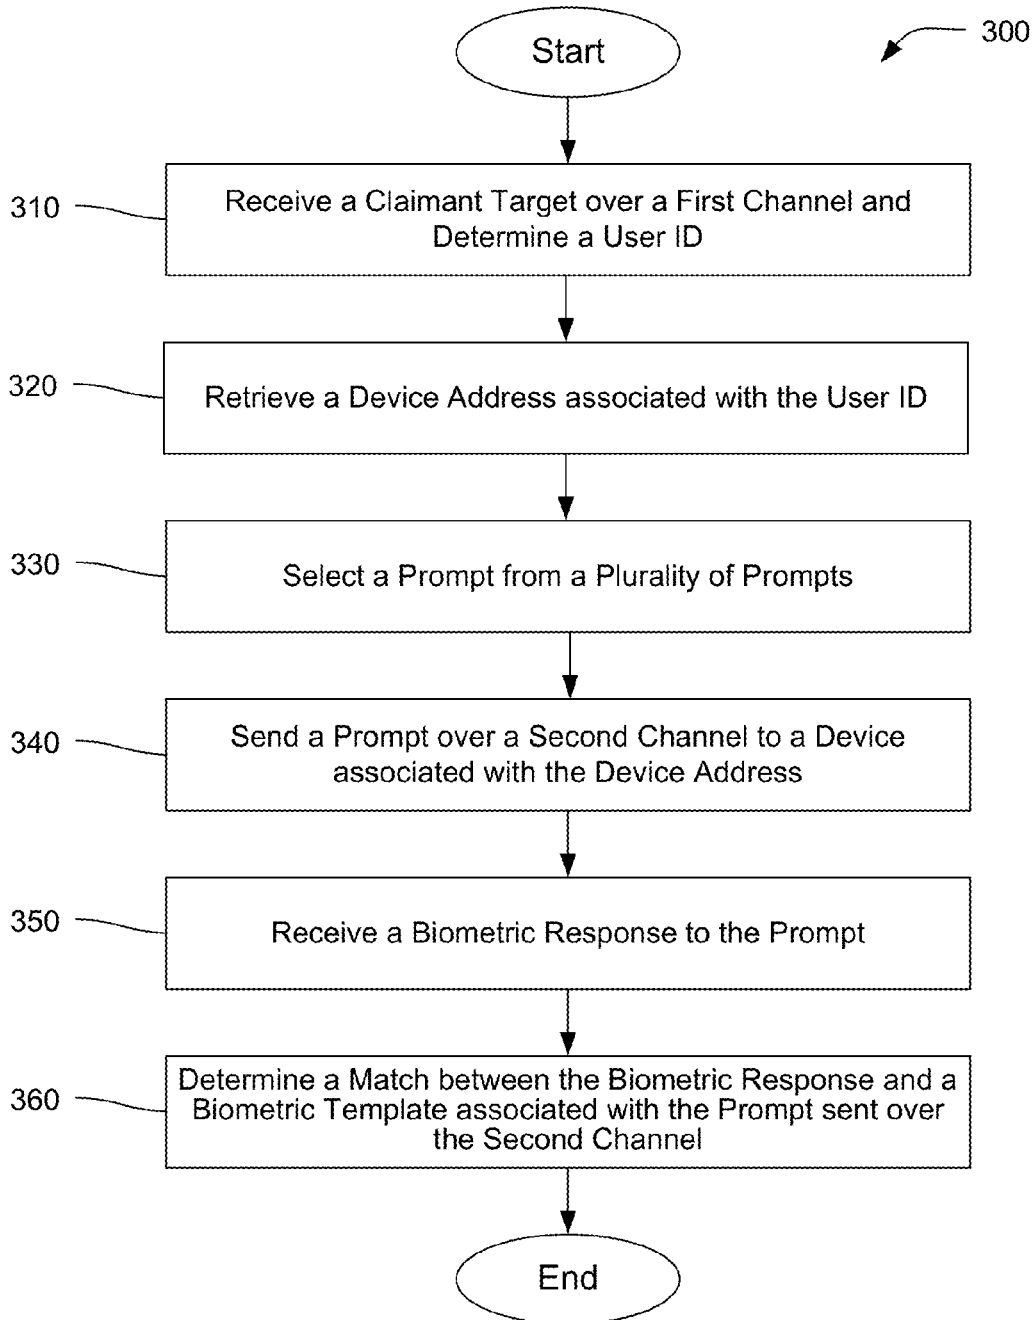 Start
300
310
Receive a Claimant Target over a First Channel and
Determine a User ID
320
Retrieve a Device Address associated with the User ID
330
Select a Prompt from a Plurality of Prompts
340
Send a Prompt over a Second Channel to a Device
associated with the Device Address
350
Receive a Biometric Response to the Prompt
360
Determine a Match between the Biometric Response and a
Biometric Template associated with the Prompt sent over
the Second Channel
End